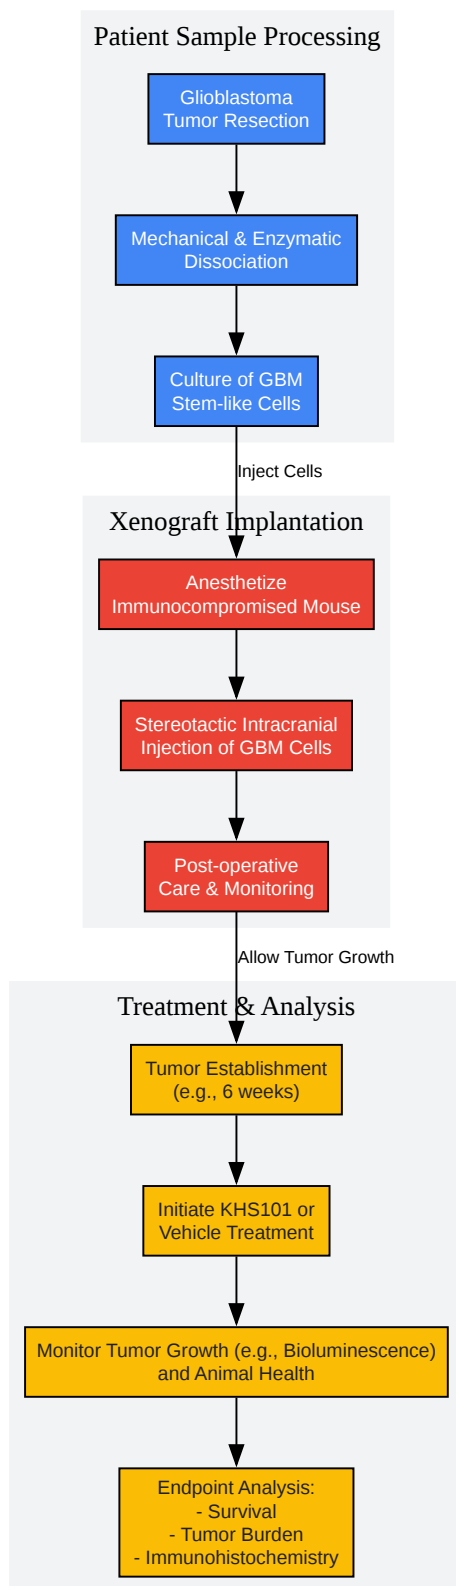 Patient Sample Processing
Glioblastoma
Tumor Resection
Mechanical & Enzymatic
Dissociation
Culture of GBM
Stem-like Cells
Inject Cells
Xenograft Implantation
Anesthetize
Immunocompromised Mouse
Stereotactic Intracranial
Injection of GBM Cells
Post-operative
Care & Monitoring
Allow Tumor Growth
Treatment & Analysis
Tumor Establishment
(e.g., 6 weeks)
Initiate KHS101 or
Vehicle Treatment
Monitor Tumor Growth (e.g., Bioluminescence)
and Animal Health
Endpoint Analysis:
- Survival
- Tumor Burden
- Immunohistochemistry